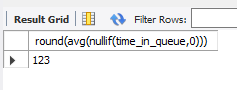 Result Grid Filter Rows:
round(avg(nullif(time_in_queue,0)))
123